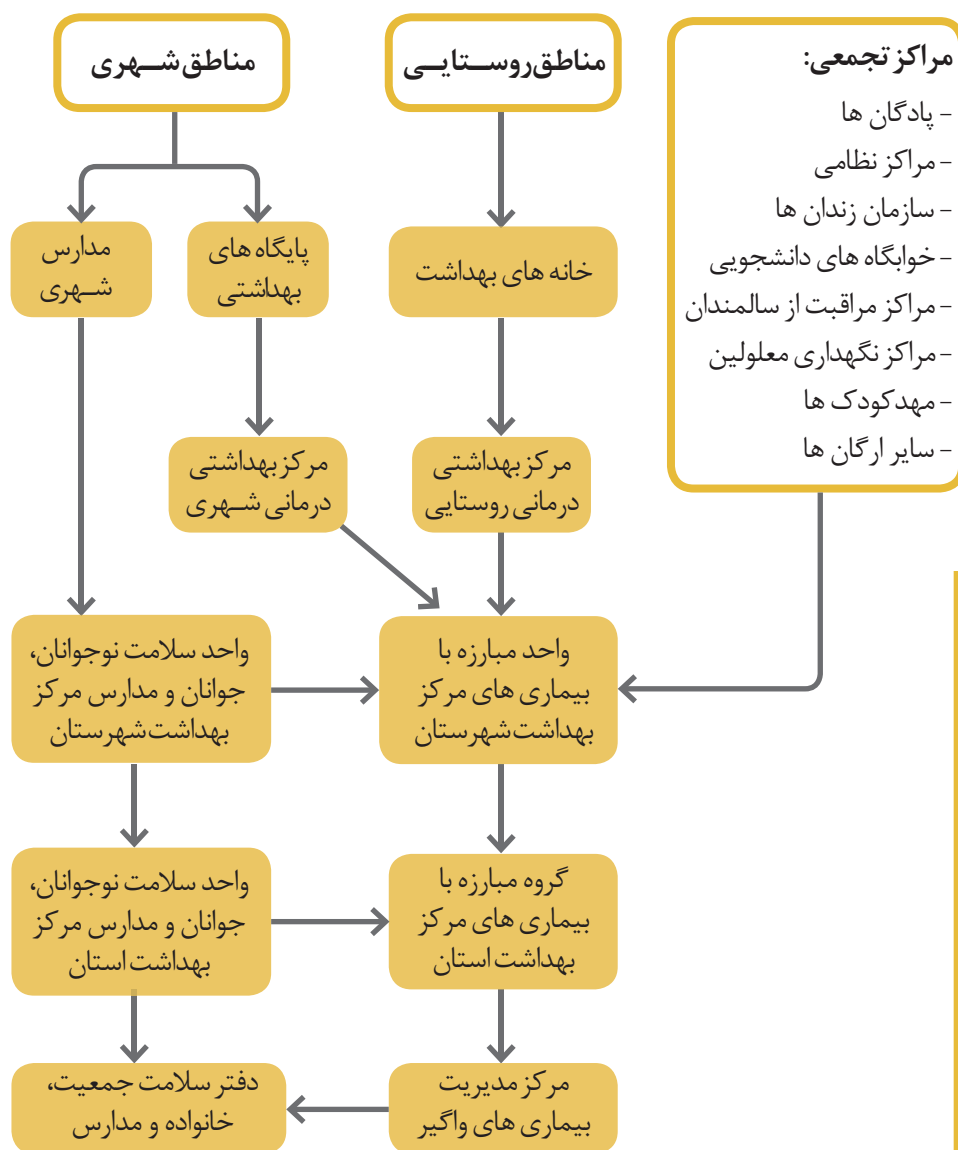 مراکز تجمعی:
- پادگان ها
- مراکز نظامی
- سازمان زندان ها
- خوابگاه های دانشجویی
- مراکز مراقبت از سالمندان
- مراکز نگهداری معلولین
- مهدکودک ها
- سایر ارگان ها
مناطق روستایی
مناطق شهری
خانه های بهداشت
پایگاه های
بهداشتی
مدارس
شهری
مرکز بهداشتی
درمانی روستایی
مرکز بهداشتی
درمانی شهری
واحد مبارزه با
بیماری های مرکز
بهداشت شهرستان
واحد سلامت نوجوانان،
جوانان و مدارس مرکز
بهداشت شهرستان
گروه مبارزه با
بیماری های مرکز
بهداشت استان
واحد سلامت نوجوانان،
جوانان و مدارس مرکز
بهداشت استان
مرکز مدیریت
بیماری های واگیر
دفتر سلامت جمعیت،
خانواده و مدارس